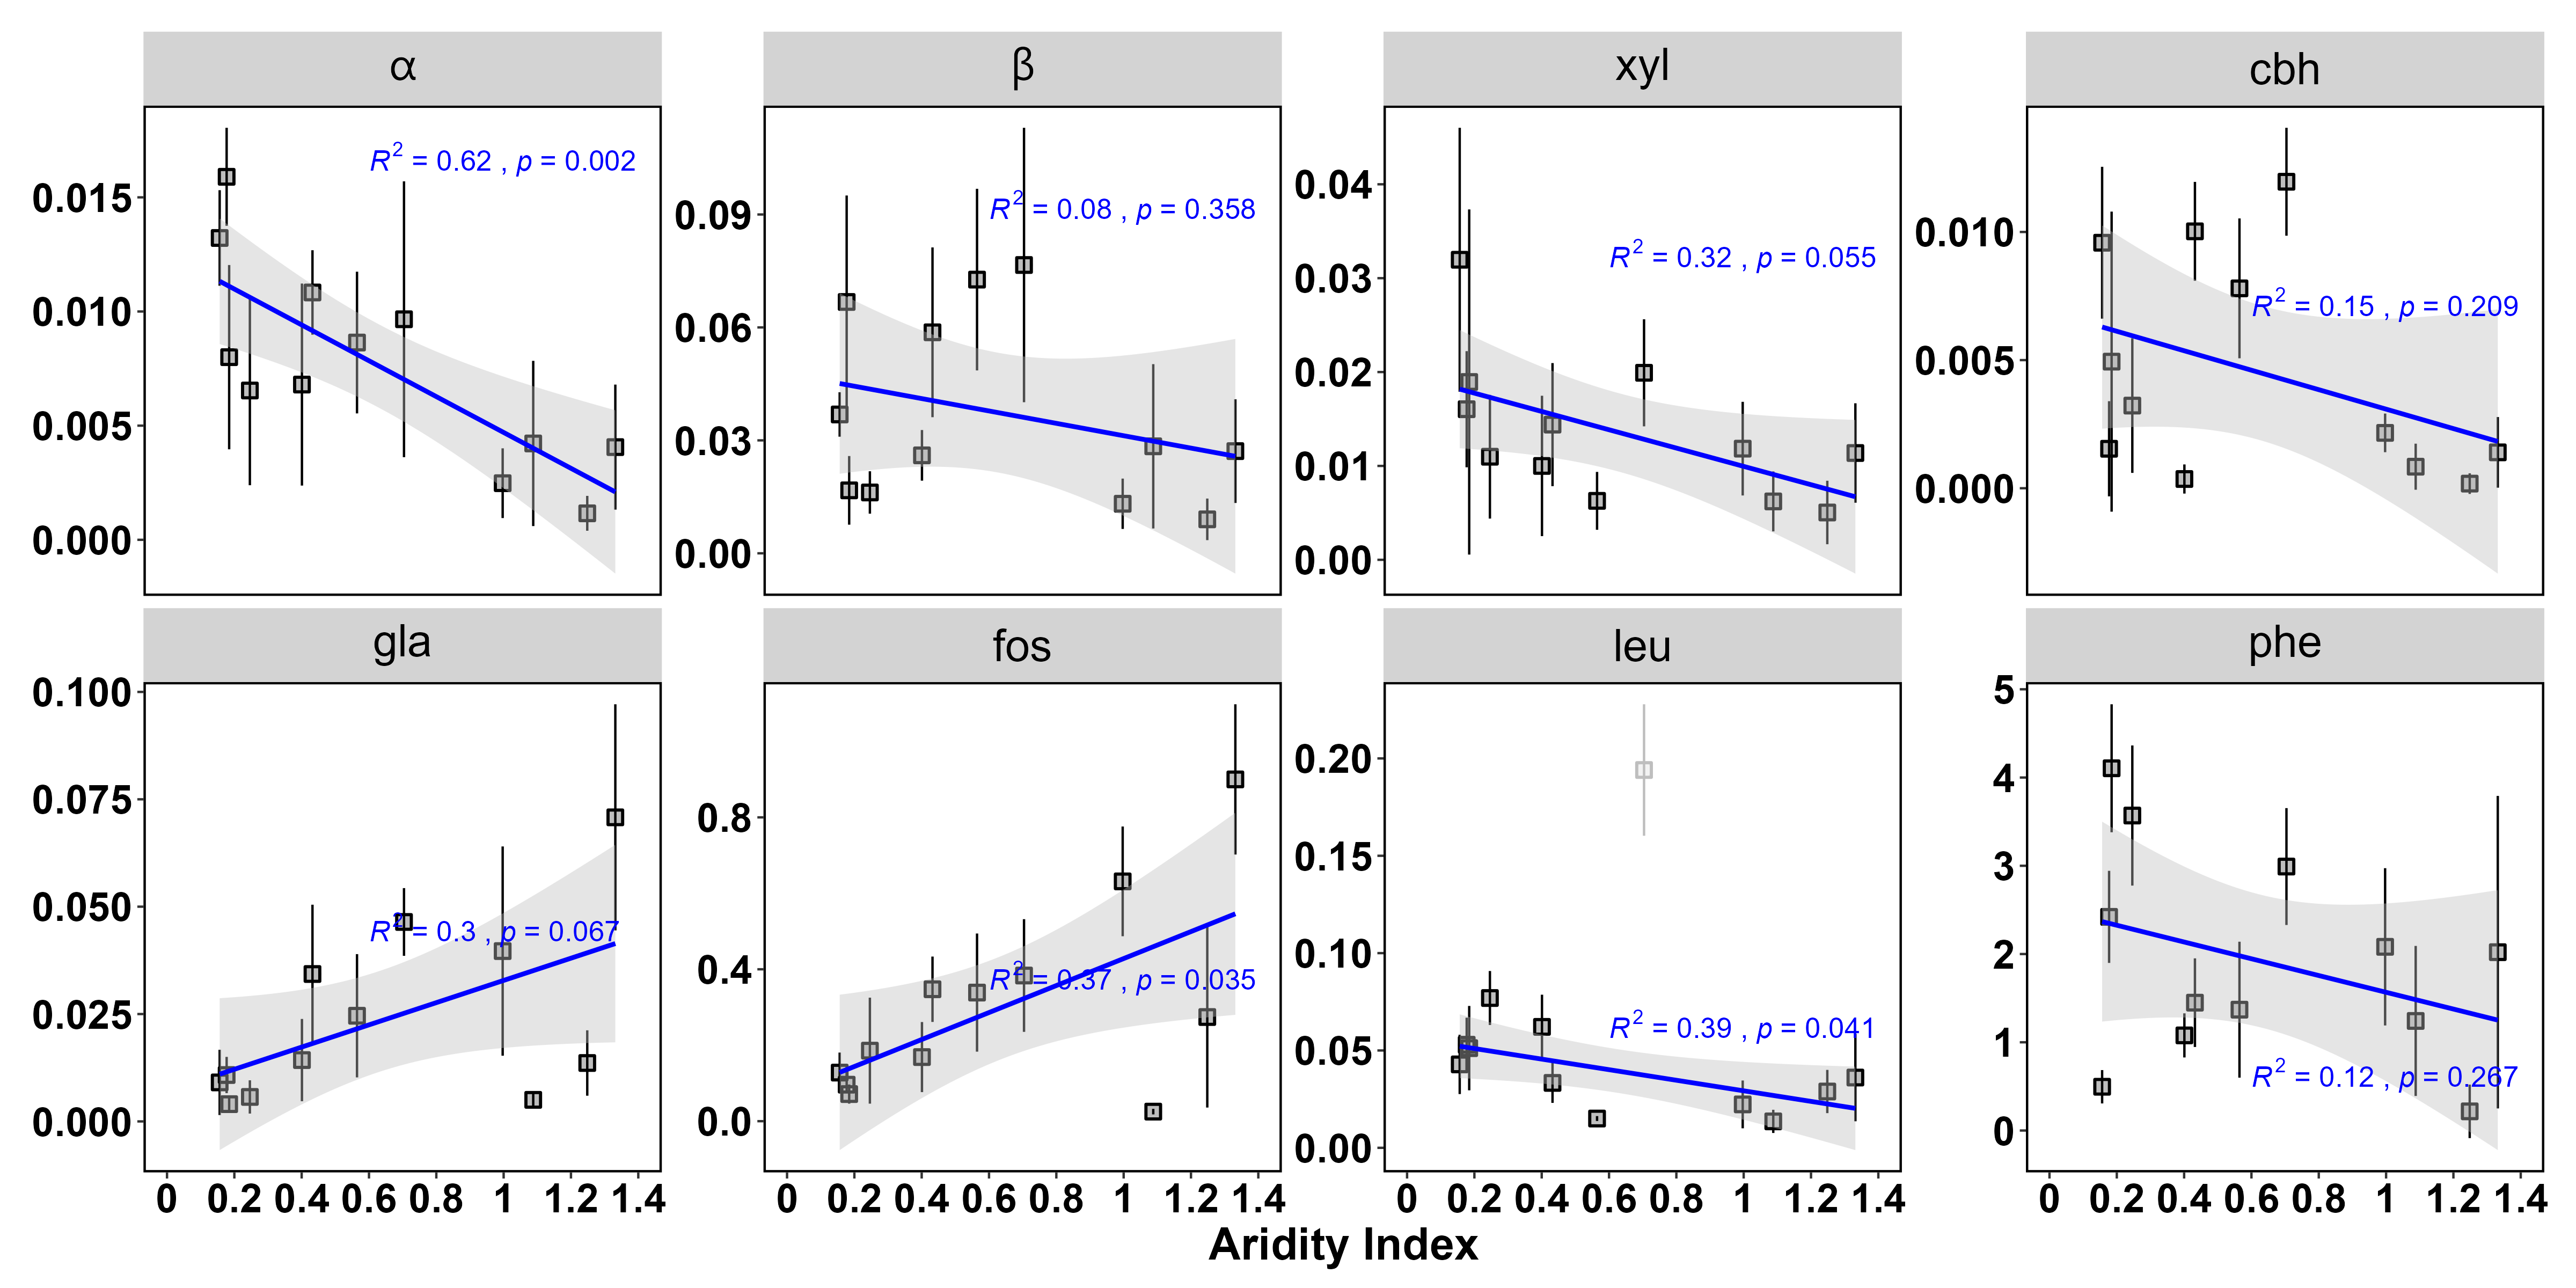 α
β
xyl
cbh
R² = 0.62 , p = 0.002
0.015
0.010
0.005
0.000
R² = 0.08 , p = 0.358
0.09
0.06
0.03
0.00
R² = 0.32 , p = 0.055
0.04
0.03
0.02
0.01
0.00
R² = 0.15 , p = 0.209
0.010
0.005
0.000
gla
fos
leu
phe
R² = 0.3 , p = 0.067
0.100
0.075
0.050
0.025
0.000
R² = 0.37 , p = 0.035
0.8
0.4
0.0
R² = 0.39 , p = 0.041
0.20
0.15
0.10
0.05
0.00
R² = 0.12 , p = 0.267
5
4
3
2
1
0
0 0.2 0.4 0.6 0.8 1 1.2 1.4
0 0.2 0.4 0.6 0.8 1 1.2 1.4
0 0.2 0.4 0.6 0.8 1 1.2 1.4
0 0.2 0.4 0.6 0.8 1 1.2 1.4
Aridity Index